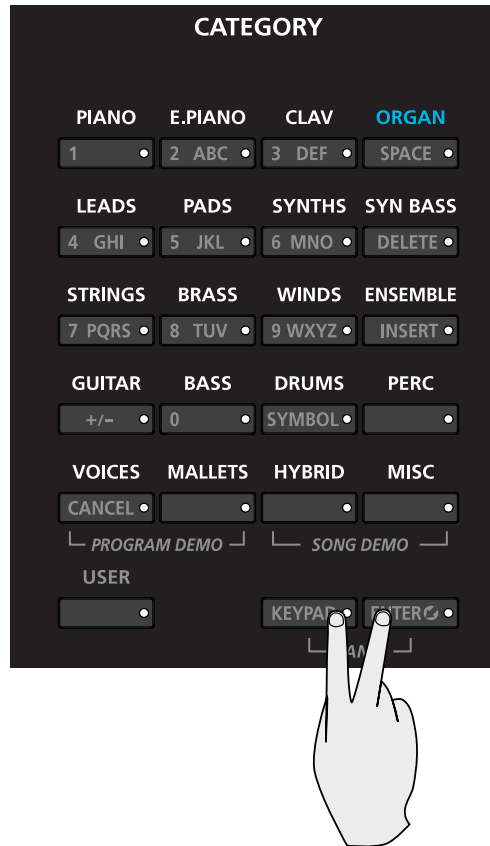 CATEGORY
PIANO E.PIANO CLAV ORGAN
1 2 ABC 3 DEF SPACE
LEADS PADS SYNTHS SYN BASS
4 GHI 5 JKL 6 MNO DELETE
STRINGS BRASS WINDS ENSEMBLE
7 PQRS 8 TUV 9 WXYZ INSERT
GUITAR BASS DRUMS PERC
+/- 0 SYMBOL
VOICES MALLETS HYBRID MISC
CANCEL
PROGRAM DEMO SONG DEMO
USER
KEYPAD ENTER